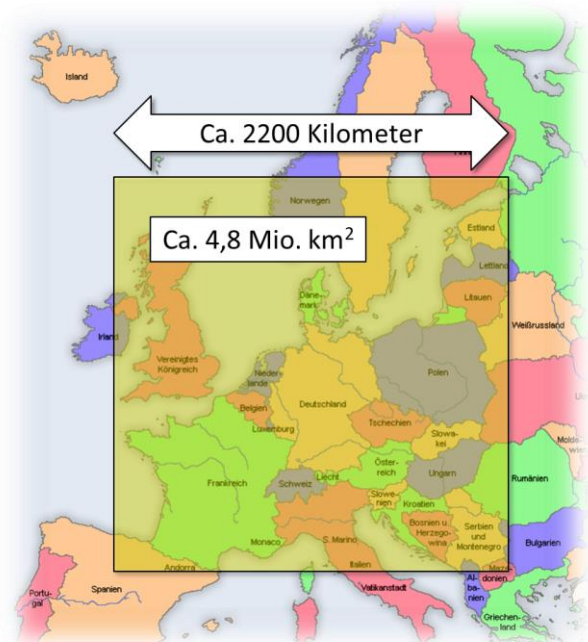 Island
Ca. 2200 Kilometer
Norwegen
Ca. 4,8 Mio. km²
Estland
Lettland
Litauen
Däne-
mark
Weißrussland
Irland
Vereinigtes
Königreich
Nieder-
lande
Polen
Belgien
Deutschland
Luxemburg
Tschechien
Slowa-
kei
Öster-
reich
Liecht.
Schweiz
Ungarn
Frankreich
Slowe-
nien
Kroatien
Rumänien
Bosnien u.
Herzego-
wina
Serbien
und
Montenegro
Monaco
S. Marino
Bulgarien
Andorra
Italien
Vatikanstadt
Maze-
donien
Al-
ba-
nien
Portu-
gal
Spanien
Griechen-
land